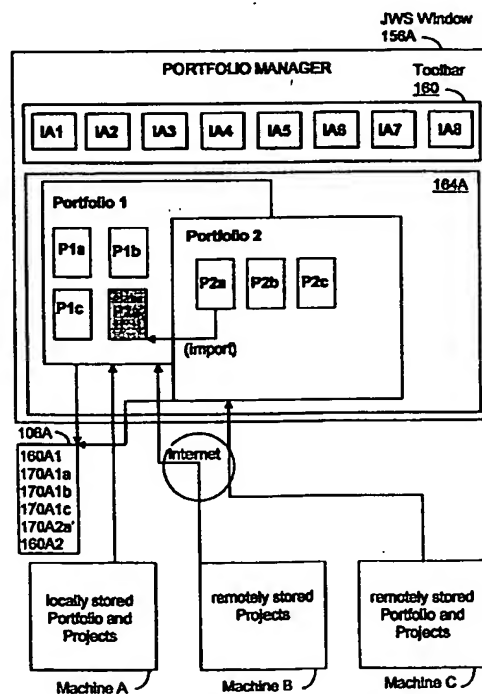 JWS Window
156A
PORTFOLIO MANAGER
Toolbar
160
IA1 IA2 IA3 IA4 IA5 IA6 IA7 IA8
164A
Portfolio 1
P1a P1b
Portfolio 2
P2a P2b P2c
P1c
(import)
106A
160A1
170A1a
170A1b
170A1c
170A2a'
160A2
Internet
locally stored
Portfolio and
Projects
remotely stored
Projects
remotely stored
Portfolio and
Projects
Machine A
Machine B
Machine C